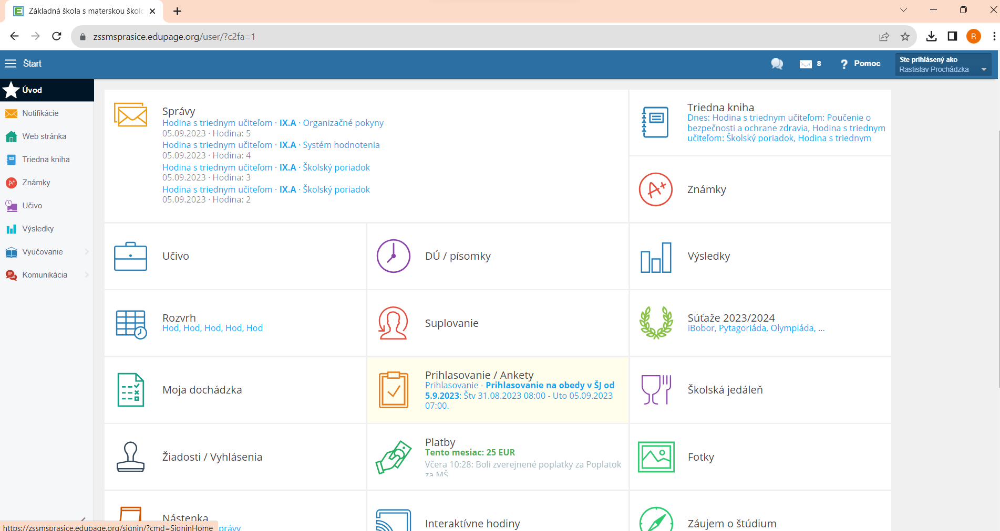 Základná škola s materskou škol
zssmsprasice.edupage.org/user/?c2fa=1
R
Štart
8
? Pomoc
Ste prihlásený ako
Rastislav Procházka
Úvod
Notifikácie
Web stránka
Triedna kniha
Známky
Učivo
Výsledky
Vyučovanie
Komunikácia
Správy
Hodina s triednym učiteľom · IX.A · Organizačné pokyny
05.09.2023 · Hodina: 5
Hodina s triednym učiteľom · IX.A · Systém hodnotenia
05.09.2023 · Hodina: 4
Hodina s triednym učiteľom · IX.A · Školský poriadok
05.09.2023 · Hodina: 3
Hodina s triednym učiteľom · IX.A · Školský poriadok
05.09.2023 · Hodina: 2
Triedna kniha
Dnes: Hodina s triednym učiteľom: Poučenie o
bezpečnosti a ochrane zdravia, Hodina s triednym
učiteľom: Školský poriadok, Hodina s triednym
A+
Známky
Učivo
DÚ / písomky
Výsledky
Rozvrh
Hod, Hod, Hod, Hod, Hod
Suplovanie
Súťaže 2023/2024
iBobor, Pytagoriáda, Olympiáda, ...
Moja dochádzka
Prihlasovanie / Ankety
Prihlasovanie - Prihlasovanie na obedy v ŠJ od
5.9.2023: Štv 31.08.2023 08:00 - Uto 05.09.2023
07:00.
Školská jedáleň
Žiadosti / Vyhlásenia
Platby
Tento mesiac: 25 EUR
Včera 10:28: Boli zverejnené poplatky za Poplatok
za MŠ
Fotky
Nástenka
správy
Interaktívne hodiny
Záujem o štúdium
https://zssmsprasice.edupage.org/signin/?cmd=SigninHome